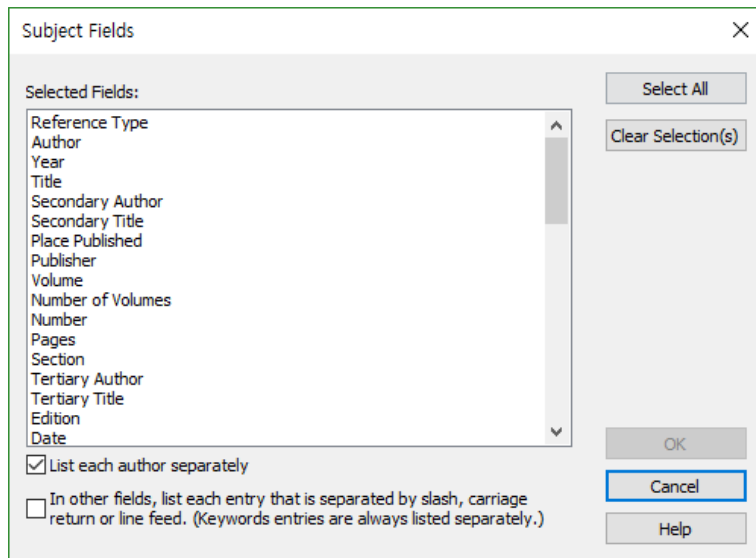 Subject Fields
Selected Fields:
Reference Type
Author
Year
Title
Secondary Author
Secondary Title
Place Published
Publisher
Volume
Number of Volumes
Number
Pages
Section
Tertiary Author
Tertiary Title
Edition
Date
List each author separately
In other fields, list each entry that is separated by slash, carriage
return or line feed. (Keywords entries are always listed separately.)
Select All
Clear Selection(s)
OK
Cancel
Help